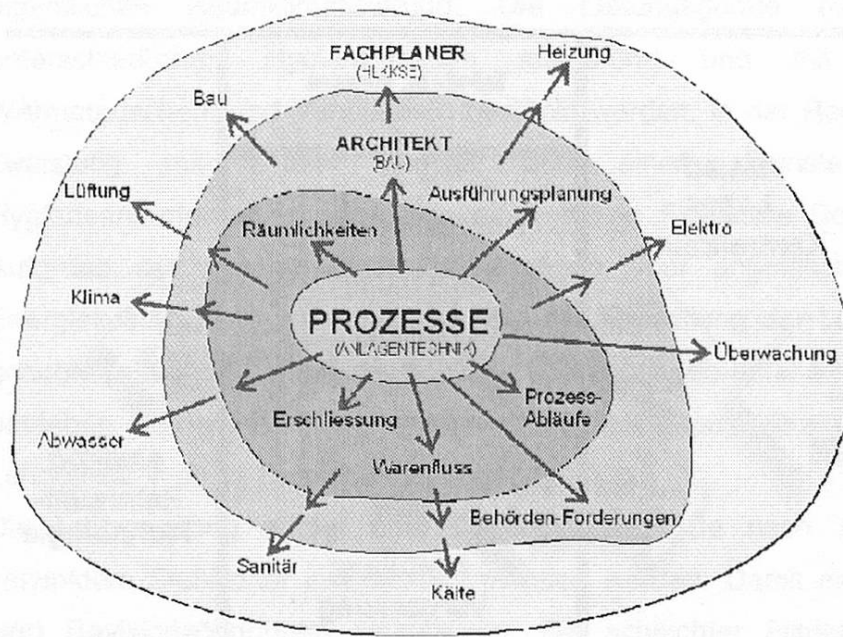 FACHPLANER
(HLKKSE)
Heizung
Bau
ARCHITEKT
(BAU)
Lüftung
Ausführungsplanung
Räumlichkeiten
Elektro
Klima
PROZESSE
(ANLAGENTECHNIK)
Überwachung
Prozess-
Abläufe
Erschliessung
Abwasser
Warenfluss
Behörden-Forderungen
Sanitär
Kälte